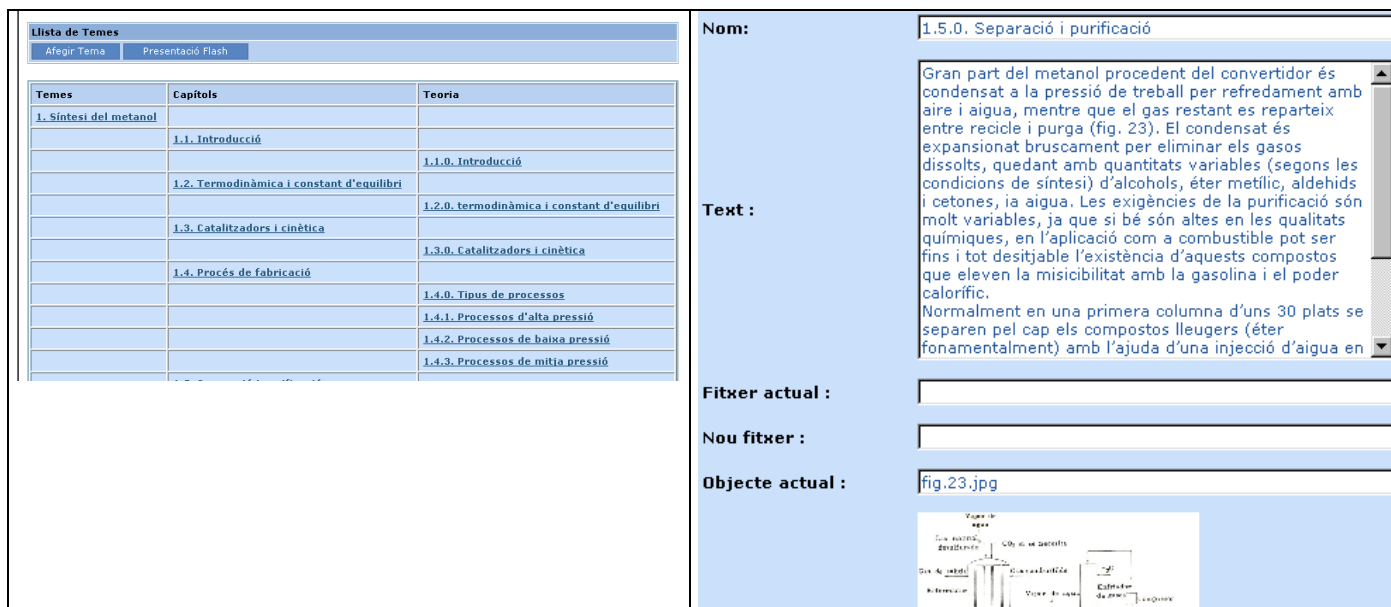 Llista de Temes
Afegir Tema Presentació Flash
Temes Capítols Teoria
1. Síntesi del metanol
1.1. Introducció
1.1.0. Introducció
1.2. Termodinàmica i constant d'equilibri
1.2.0. termodinàmica i constant d'equilibri
1.3. Catalitzadors i cinètica
1.3.0. Catalitzadors i cinètica
1.4. Procés de fabricació
1.4.0. Tipus de processos
1.4.1. Processos d'alta pressió
1.4.2. Processos de baixa pressió
1.4.3. Processos de mitja pressió
Nom: 1.5.0. Separació i purificació
Text :
Gran part del metanol procedent del convertidor és
condensat a la pressió de treball per refredament amb
aire i aigua, mentre que el gas restant es reparteix
entre recicle i purga (fig. 23). El condensat és
expansionat bruscament per eliminar els gasos
dissolts, quedant amb quantitats variables (segons les
condicions de síntesi) d'alcohols, éter metílic, aldehids
i cetones, ia aigua. Les exigències de la purificació són
molt variables, ja que si bé són altes en les qualitats
químiques, en l'aplicació com a combustible pot ser
fins i tot desitjable l'existència d'aquests compostos
que eleven la misicibilitat amb la gasolina i el poder
calorífic.
Normalment en una primera columna d'uns 30 plats se
separen pel cap els compostos lleugers (éter
fonamentalment) amb l'ajuda d'una injecció d'aigua en
Fitxer actual :
Nou fitxer :
Objecte actual : fig.23.jpg
Vapor de
agua